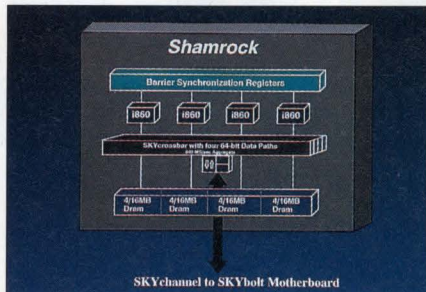 Shamrock
Barrier Synchronization Registers
i860 i860 i860 i860
SKYcrossbar with four 64-bit Data Paths
Aggregate
4/16MB Dram 4/16MB Dram 4/16MB Dram 4/16MB Dram
SKYchannel to SKYbolt Motherboard